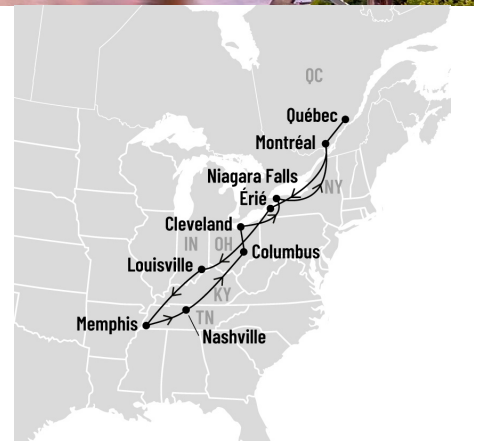 QC
Québec
Montréal
Niagara Falls
NY
Érié
Cleveland
IN
OH
Columbus
Louisville
KY
TN
Memphis
Nashville